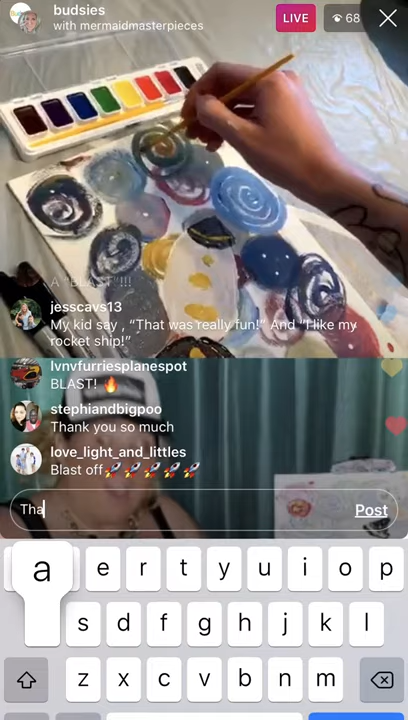 budsies
with mermaidmasterpieces
LIVE
68
A "BLAST"!!!
jesscavs13
My kid say , “That was really fun!” And “I like my
rocket ship!”
lvnvfurriesplanespot
BLAST! 🔥
stephiandbigpoo
Thank you so much
love_light_and_littles
Blast off🚀🚀🚀🚀🚀
Tha
Post
a
e r t y u i o p
s d f g h j k l
z x c v b n m